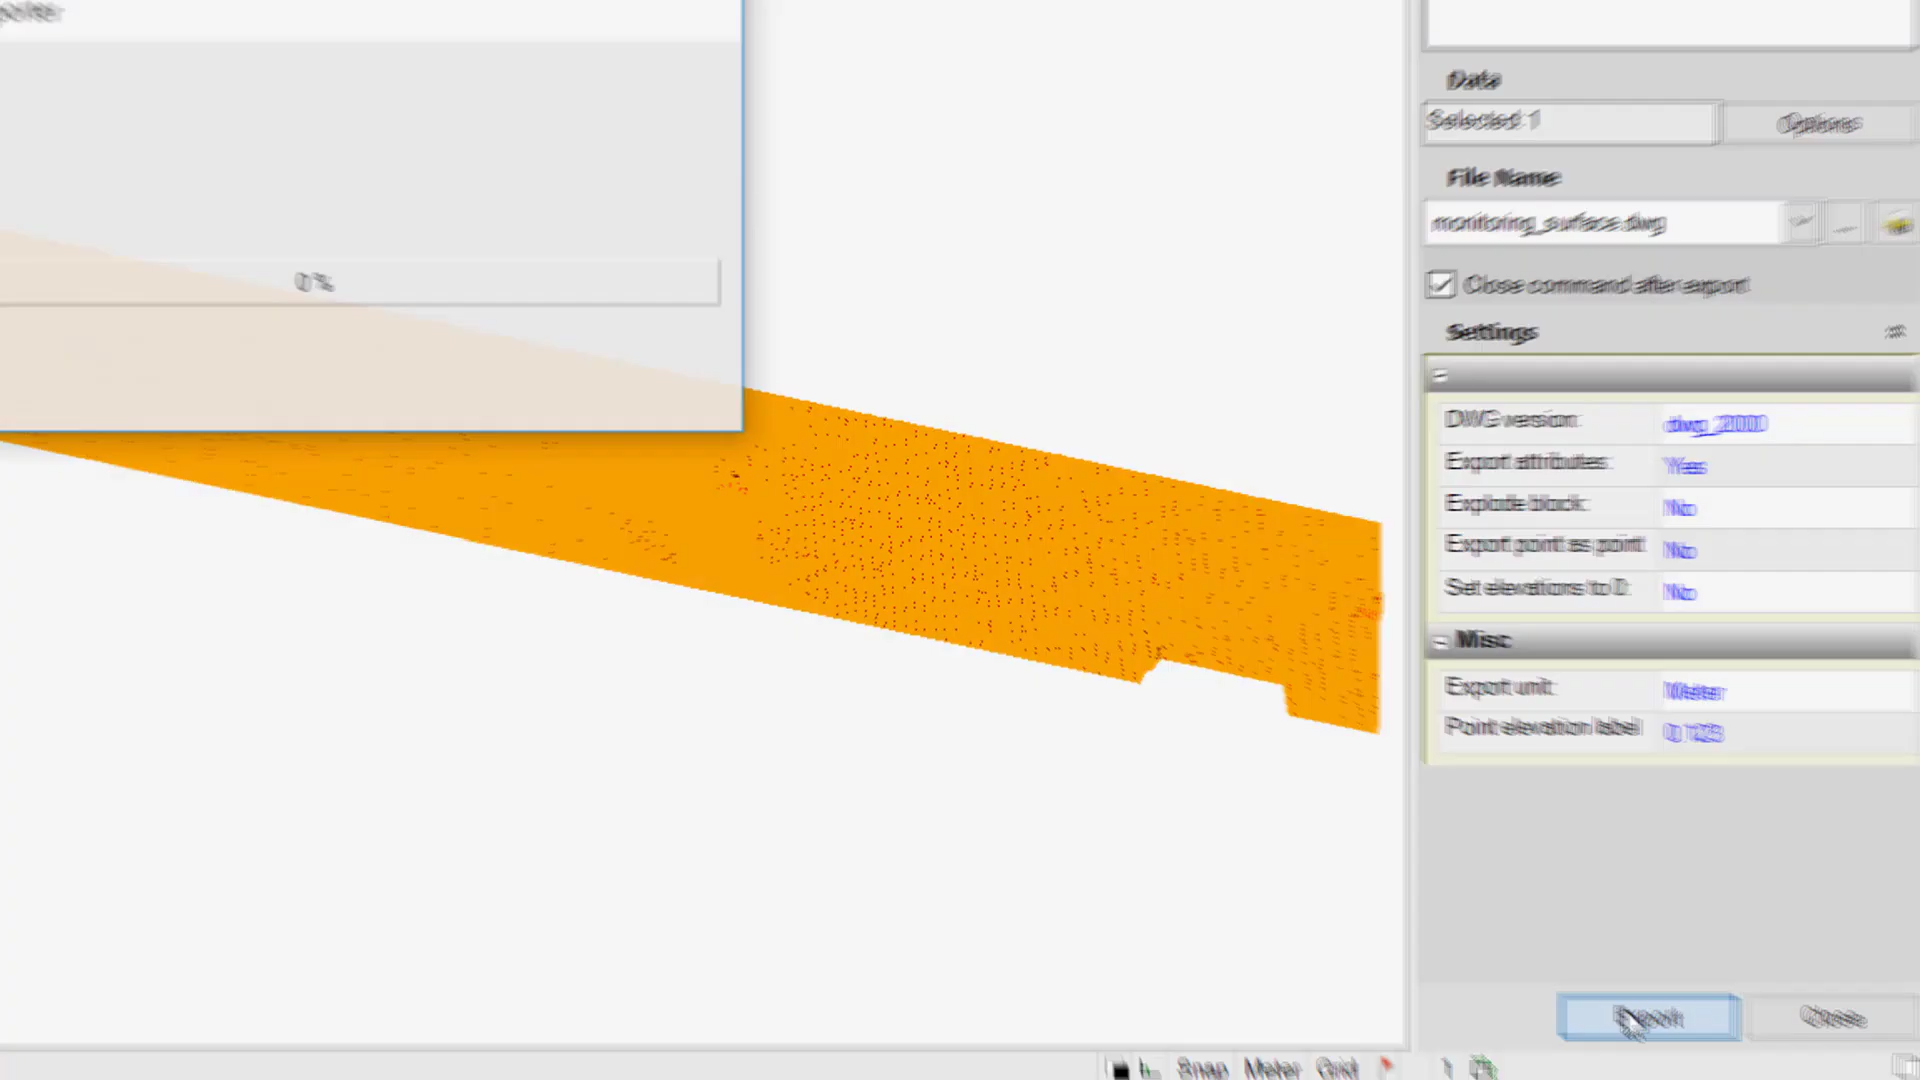 Data
Selected: 1
Options
File Name
monitoring_surface.dwg
Close command after export
Settings
DWG version:
dwg_2000
Export attributes:
Yes
Explode block:
No
Export point as point:
No
Set elevations to 0:
No
Misc
Export unit:
Meter
Point elevation label
0.123
0%
Export
Close
Snap
Meter
Grid
1